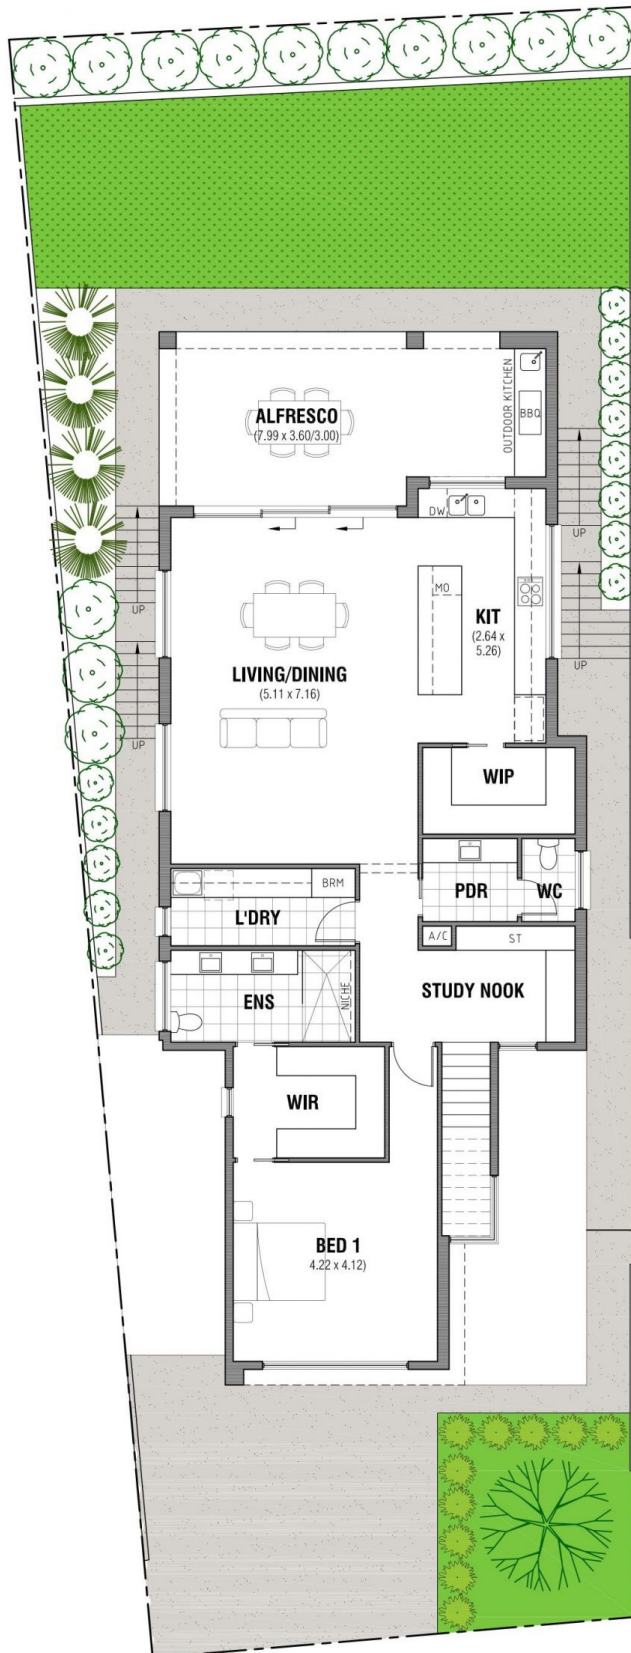 OUTDOOR KITCHEN
BBQ
ALFRESCO
(7.99 x 3.60/3.00)
DW
UP
UP
MO
KIT
(2.64 x
5.26)
UP
UP
LIVING/DINING
(5.11 x 7.16)
WIP
BRM
PDR
WC
L'DRY
A/C
ST
ENS
NICHE
STUDY NOOK
WIR
BED 1
4.22 x 4.12)